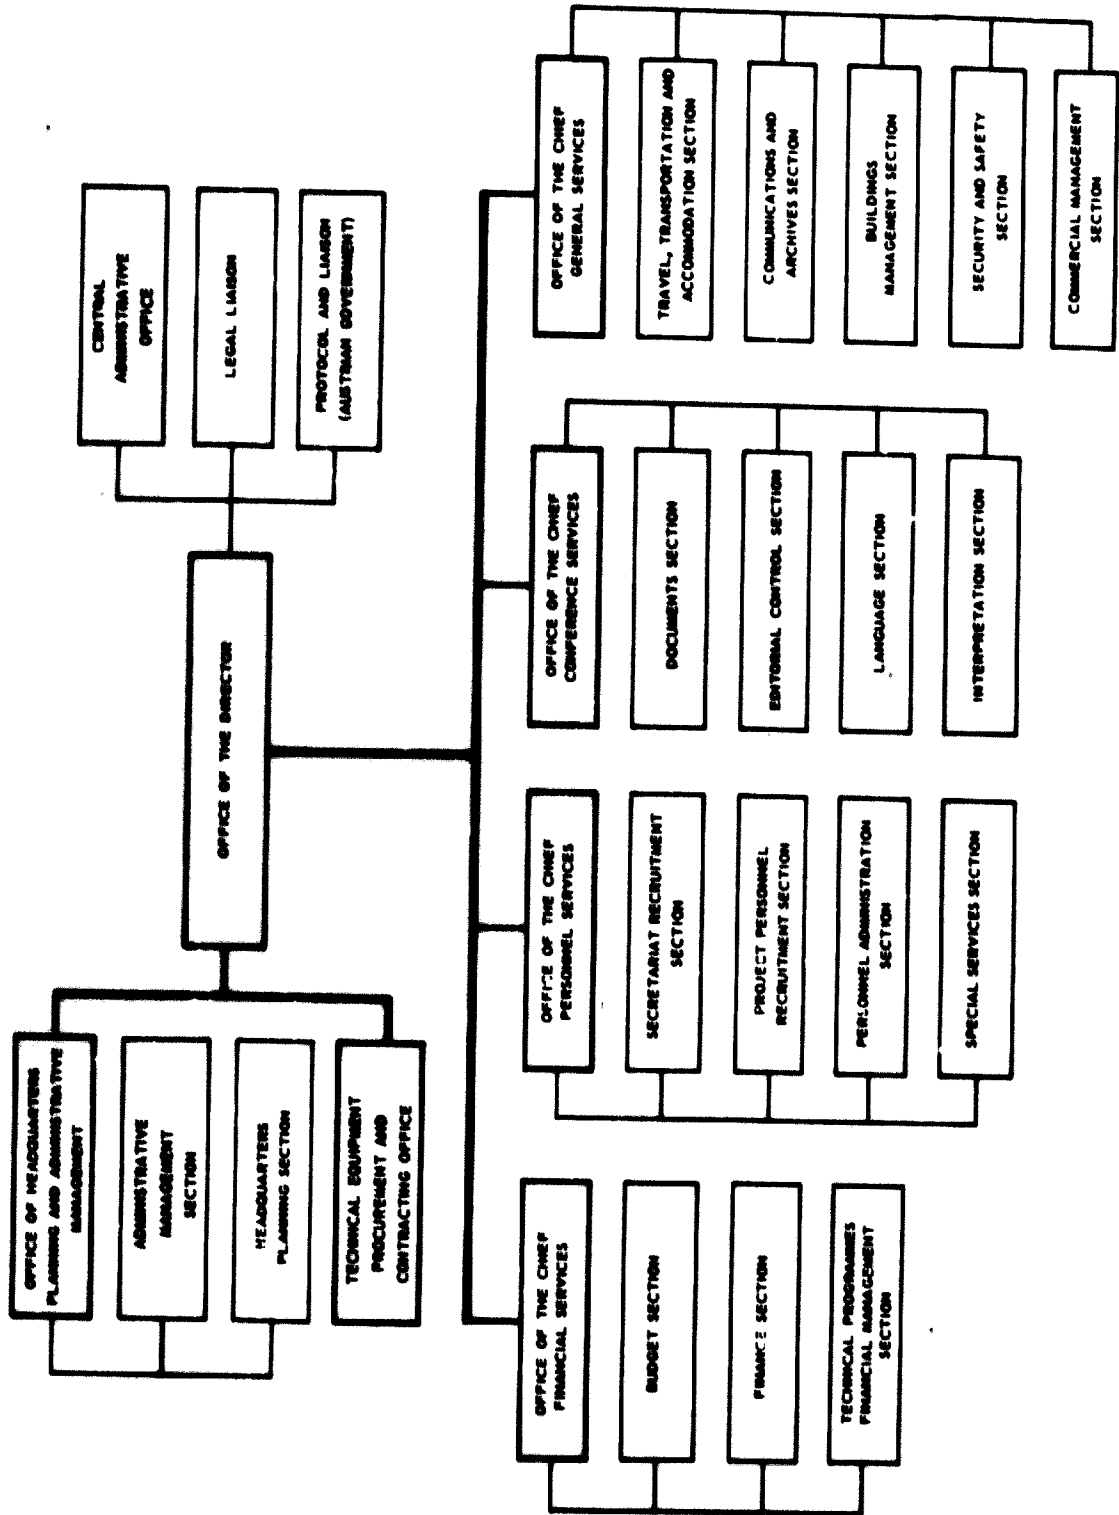 OFFICE OF THE DIRECTOR
OFFICE OF HEADQUARTERS
PLANNING AND ADMINISTRATIVE
MANAGEMENT
ADMINISTRATIVE
MANAGEMENT
SECTION
HEADQUARTERS
PLANNING SECTION
TECHNICAL EQUIPMENT
PROCUREMENT AND
CONTRACTING OFFICE
CENTRAL
ADMINISTRATIVE
OFFICE
LEGAL LIAISON
PROTOCOL AND LIAISON
(AUSTRIAN GOVERNMENT)
OFFICE OF THE CHIEF
FINANCIAL SERVICES
BUDGET SECTION
FINANCE SECTION
TECHNICAL PROGRAMMES
FINANCIAL MANAGEMENT
SECTION
OFFICE OF THE CHIEF
PERSONNEL SERVICES
SECRETARIAT RECRUITMENT
SECTION
PROJECT PERSONNEL
RECRUITMENT SECTION
PERSONNEL ADMINISTRATION
SECTION
SPECIAL SERVICES SECTION
OFFICE OF THE CHIEF
CONFERENCE SERVICES
DOCUMENTS SECTION
EDITORIAL CONTROL SECTION
LANGUAGE SECTION
INTERPRETATION SECTION
OFFICE OF THE CHIEF
GENERAL SERVICES
TRAVEL, TRANSPORTATION AND
ACCOMMODATION SECTION
COMMUNICATIONS AND
ARCHIVES SECTION
BUILDINGS
MANAGEMENT SECTION
SECURITY AND SAFETY
SECTION
COMMERCIAL MANAGEMENT
SECTION